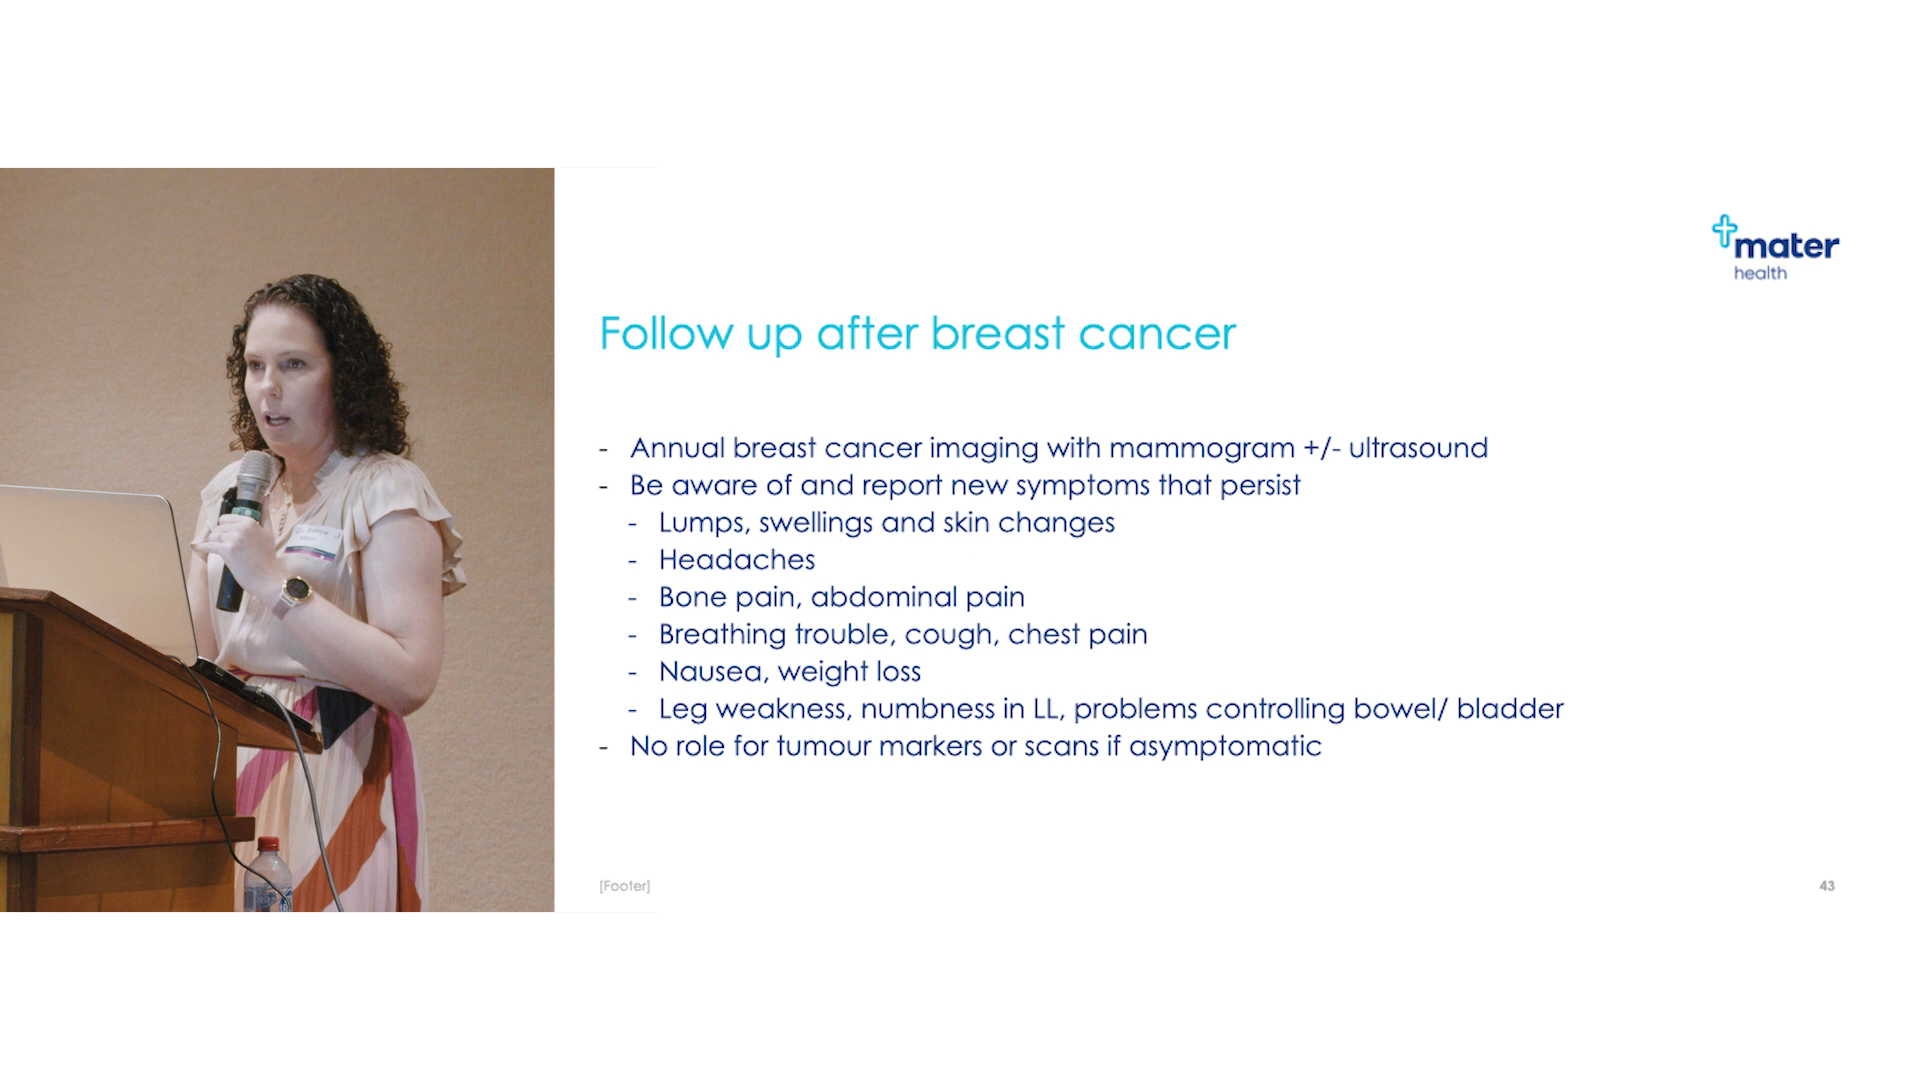 mater
health
Follow up after breast cancer
- Annual breast cancer imaging with mammogram +/- ultrasound
- Be aware of and report new symptoms that persist
- Lumps, swellings and skin changes
- Headaches
- Bone pain, abdominal pain
- Breathing trouble, cough, chest pain
- Nausea, weight loss
- Leg weakness, numbness in LL, problems controlling bowel/ bladder
- No role for tumour markers or scans if asymptomatic
[Footer]
43